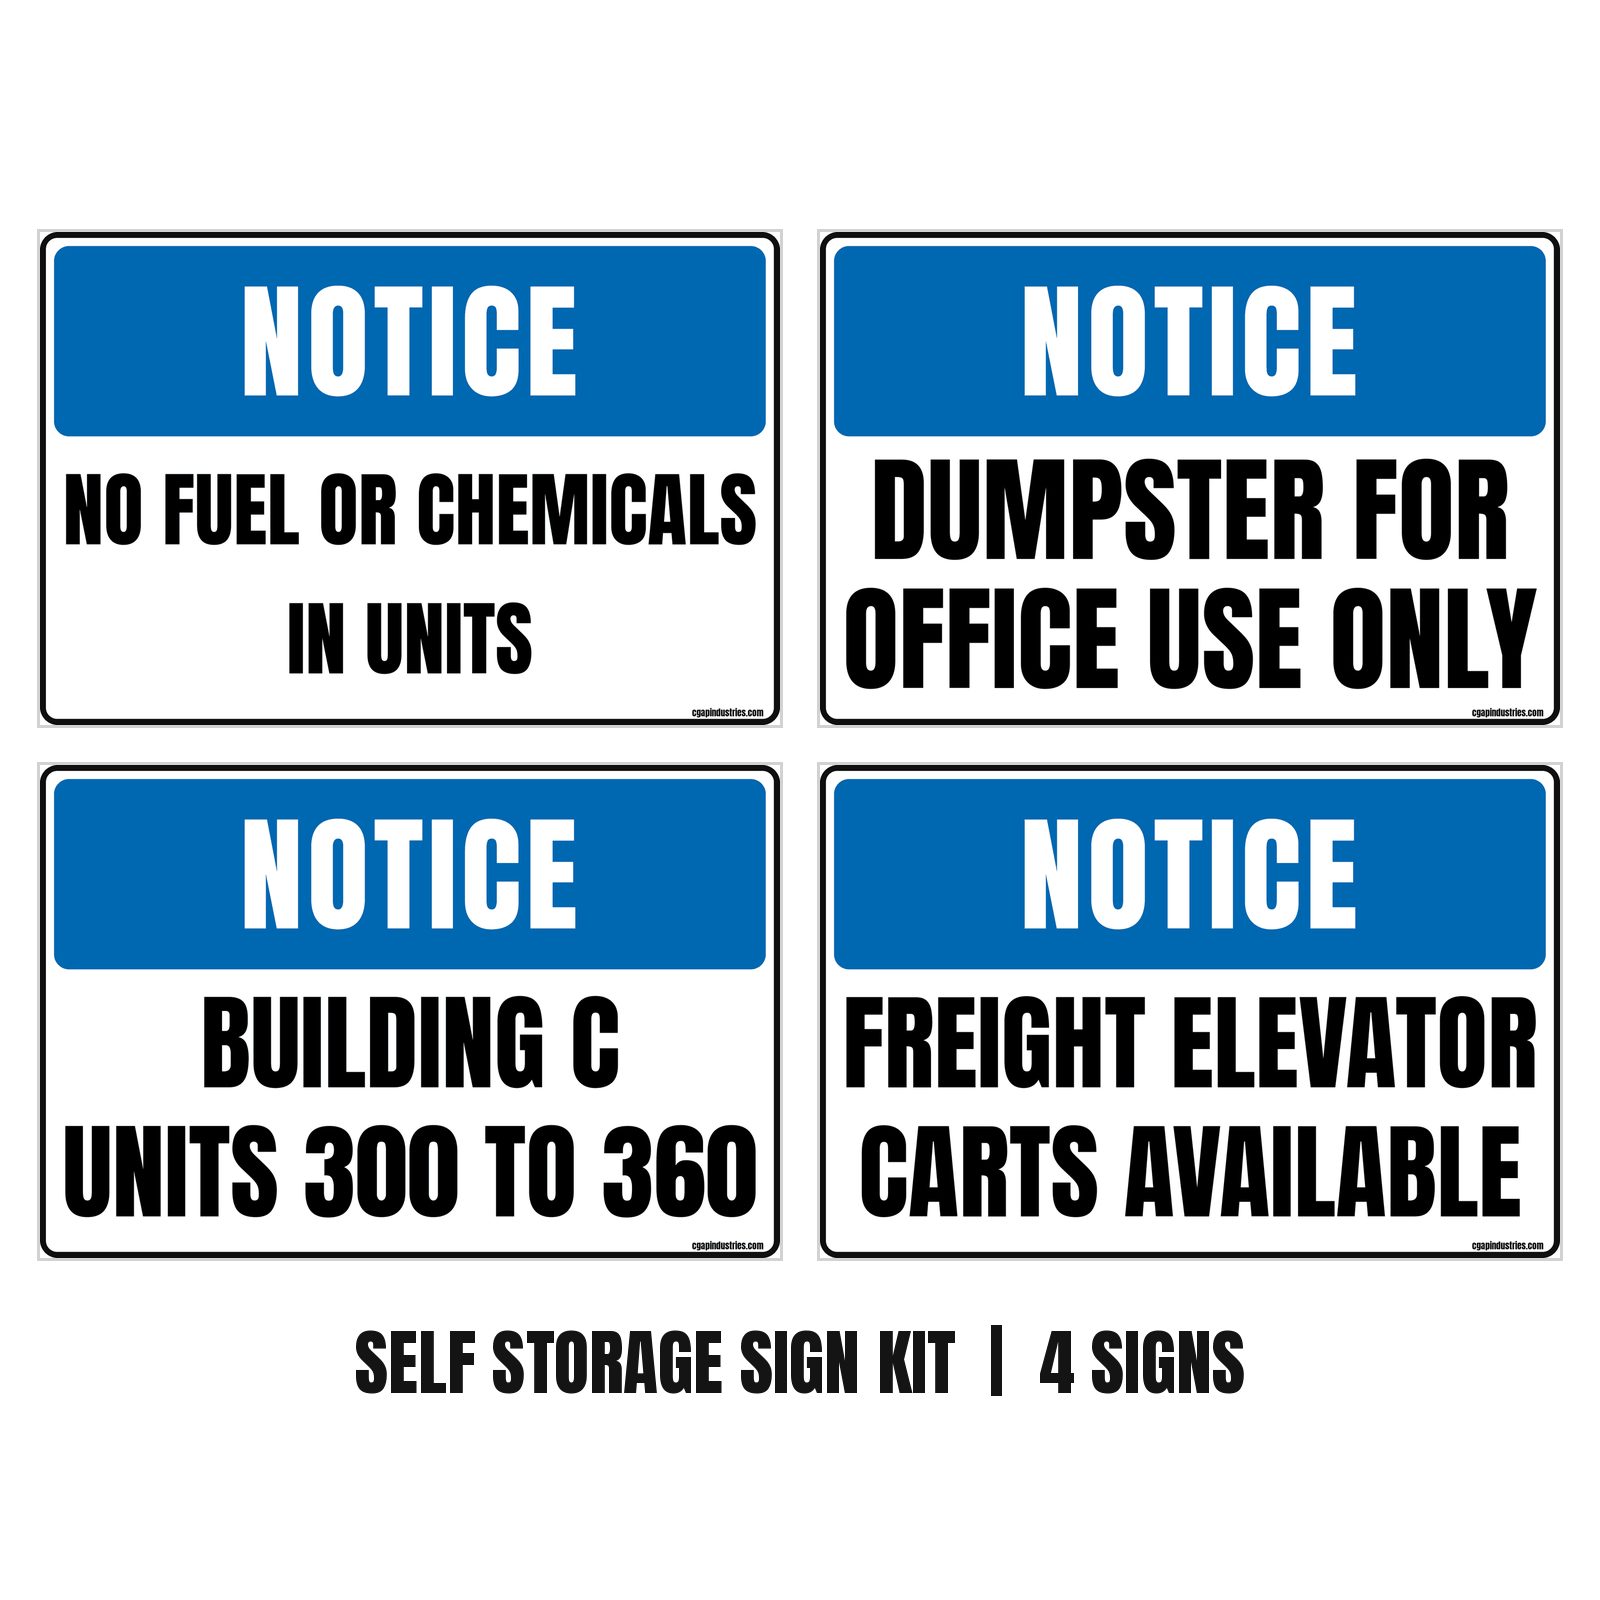 NOTICE
NO FUEL OR CHEMICALS
IN UNITS
cgapindustries.com
NOTICE
DUMPSTER FOR
OFFICE USE ONLY
cgapindustries.com
NOTICE
BUILDING C
UNITS 300 TO 360
cgapindustries.com
NOTICE
FREIGHT ELEVATOR
CARTS AVAILABLE
cgapindustries.com
SELF STORAGE SIGN KIT | 4 SIGNS